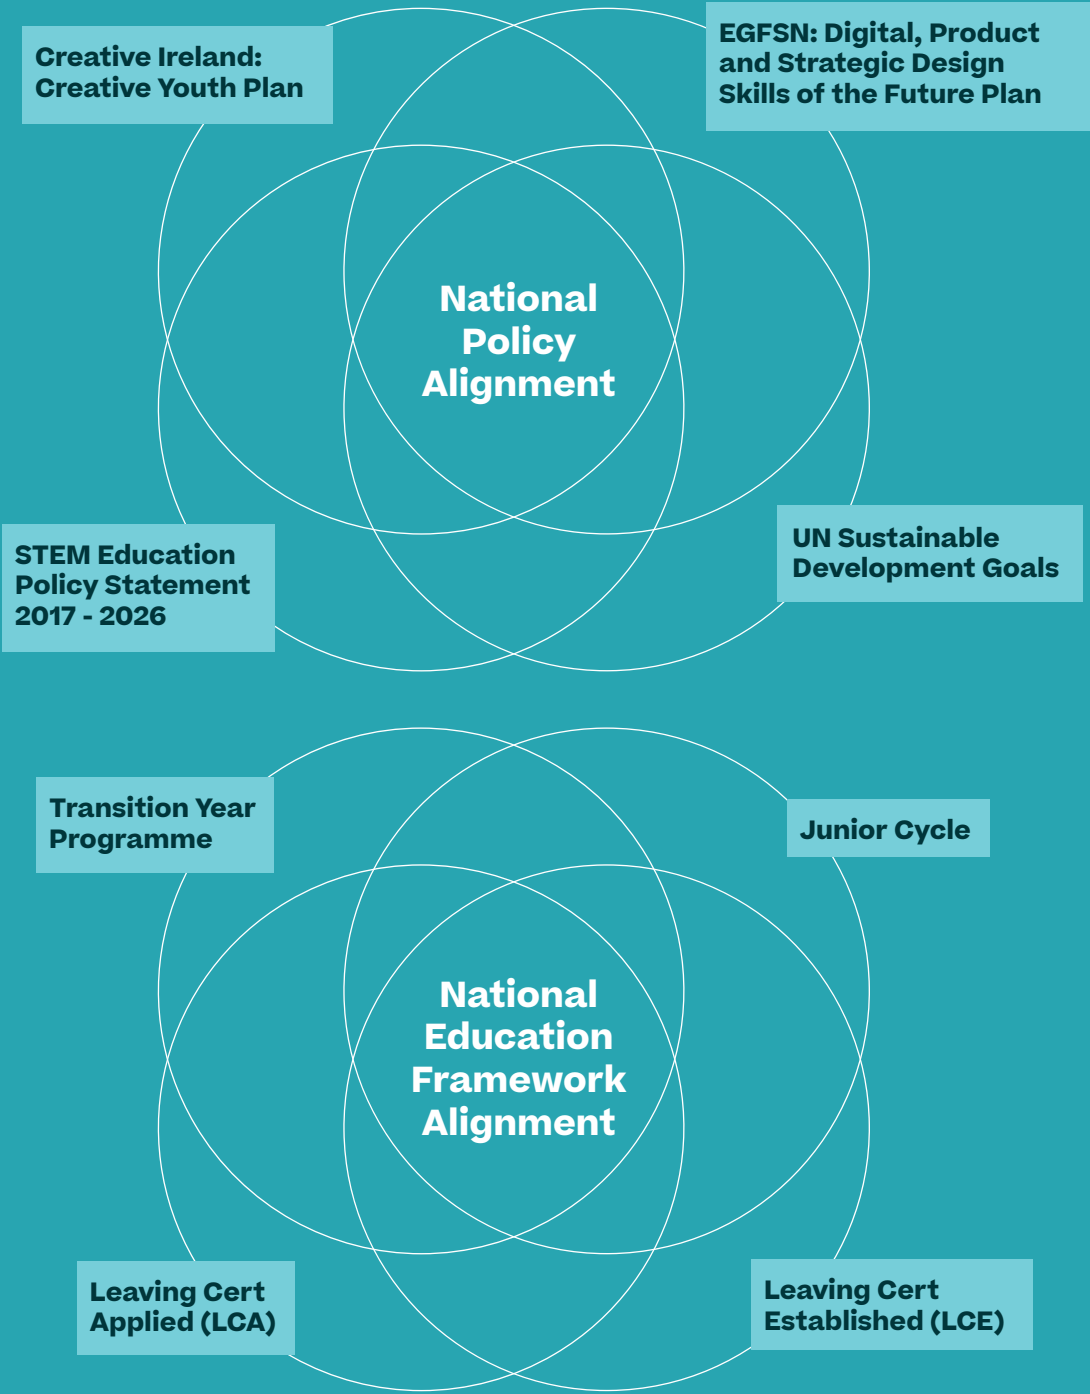 Creative Ireland:
Creative Youth Plan
EGFSN: Digital, Product
and Strategic Design
Skills of the Future Plan
National
Policy
Alignment
STEM Education
Policy Statement
2017 - 2026
UN Sustainable
Development Goals
Transition Year
Programme
Junior Cycle
National
Education
Framework
Alignment
Leaving Cert
Applied (LCA)
Leaving Cert
Established (LCE)